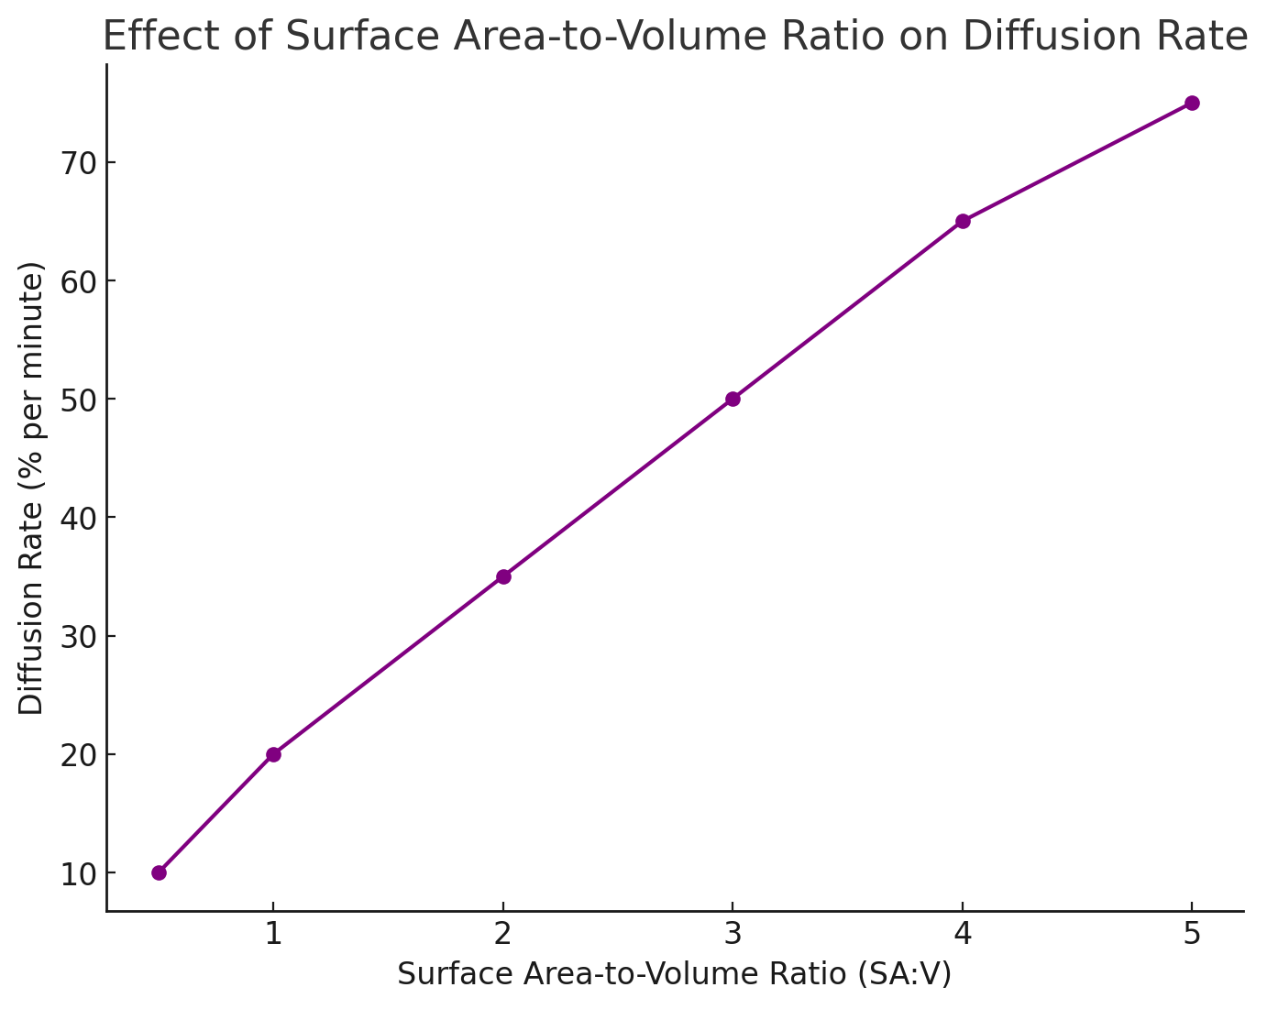 Effect of Surface Area-to-Volume Ratio on Diffusion Rate
Diffusion Rate (% per minute)
70
60
50
40
30
20
10
1 2 3 4 5
Surface Area-to-Volume Ratio (SA:V)